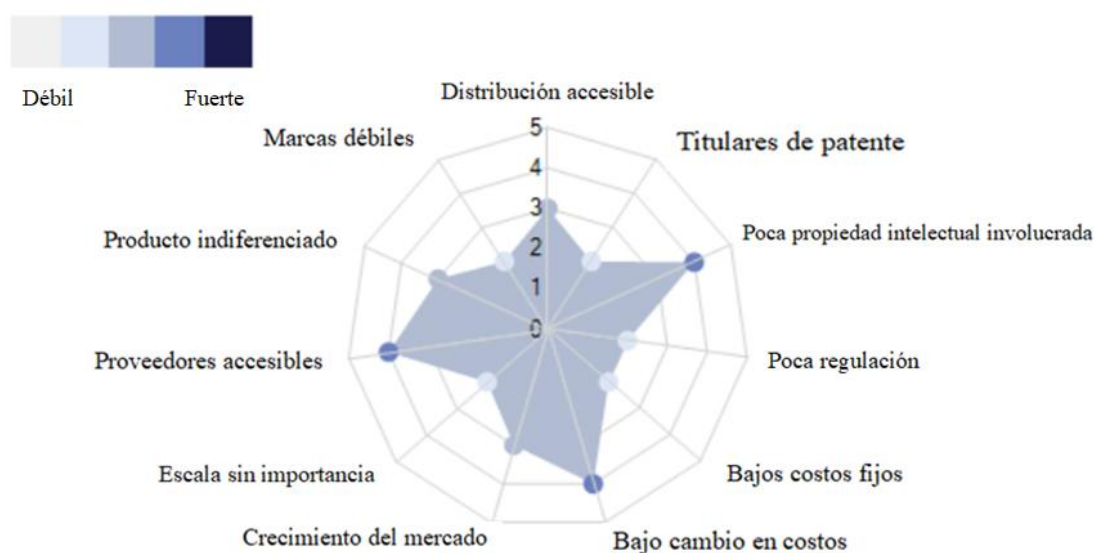 Débil Fuerte
Distribución accesible
Marcas débiles
Titulares de patente
Producto indiferenciado
Poca propiedad intelectual involucrada
Proveedores accesibles
Poca regulación
Escala sin importancia
Bajos costos fijos
Crecimiento del mercado
Bajo cambio en costos
5
4
3
2
1
0